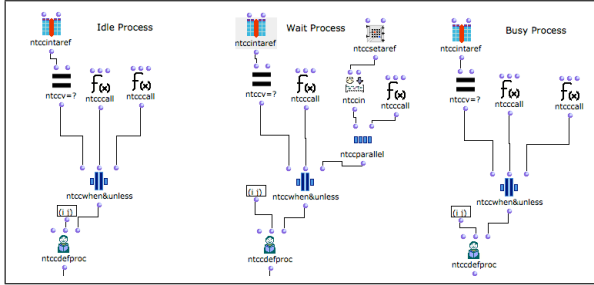 Idle Process
ntccintaref
ntccv=?
f(x)
ntcccall
f(x)
ntcccall
ntccwhen&unless
(i j)
ntccdefproc
Wait Process
ntccintaref
ntccsetaref
ntccv=?
f(x)
ntcccall
ntccin
f(x)
ntcccall
ntccparallel
ntccwhen&unless
(i j)
ntccdefproc
Busy Process
ntccintaref
ntccv=?
f(x)
ntcccall
f(x)
ntcccall
ntccwhen&unless
(i j)
ntccdefproc